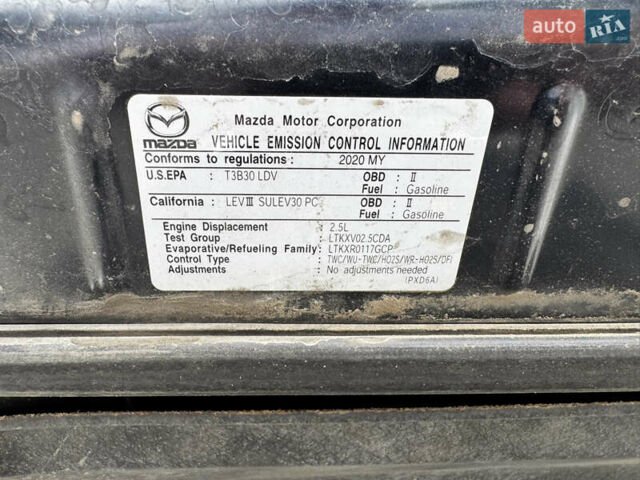 auto RIA
Mazda Motor Corporation
mazda VEHICLE EMISSION CONTROL INFORMATION
Conforms to regulations : 2020 MY
U.S.EPA : T3B30 LDV OBD : II
Fuel : Gasoline
California : LEVIII SULEV30 PC OBD : II
Fuel : Gasoline
Engine Displacement : 2.5L
Test Group : LTKXV02.5CDA
Evaporative/Refueling Family: LTKXR0117GCP
Control Type : TWC/WU-TWC/HO2S/WR-HO2S/DFI
Adjustments : No adjustments needed
(PXD6A)